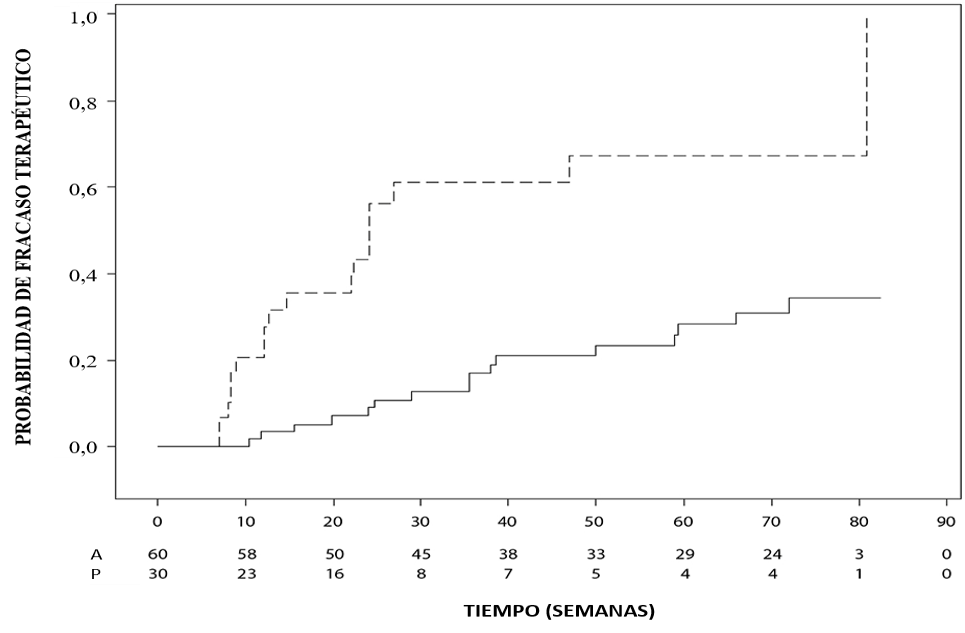 PROBABILIDAD DE FRACASO TERAPÉUTICO
1,0
0,8
0,6
0,4
0,2
0,0
0 10 20 30 40 50 60 70 80 90
A 60 58 50 45 38 33 29 24 3 0
P 30 23 16 8 7 5 4 4 1 0
TIEMPO (SEMANAS)